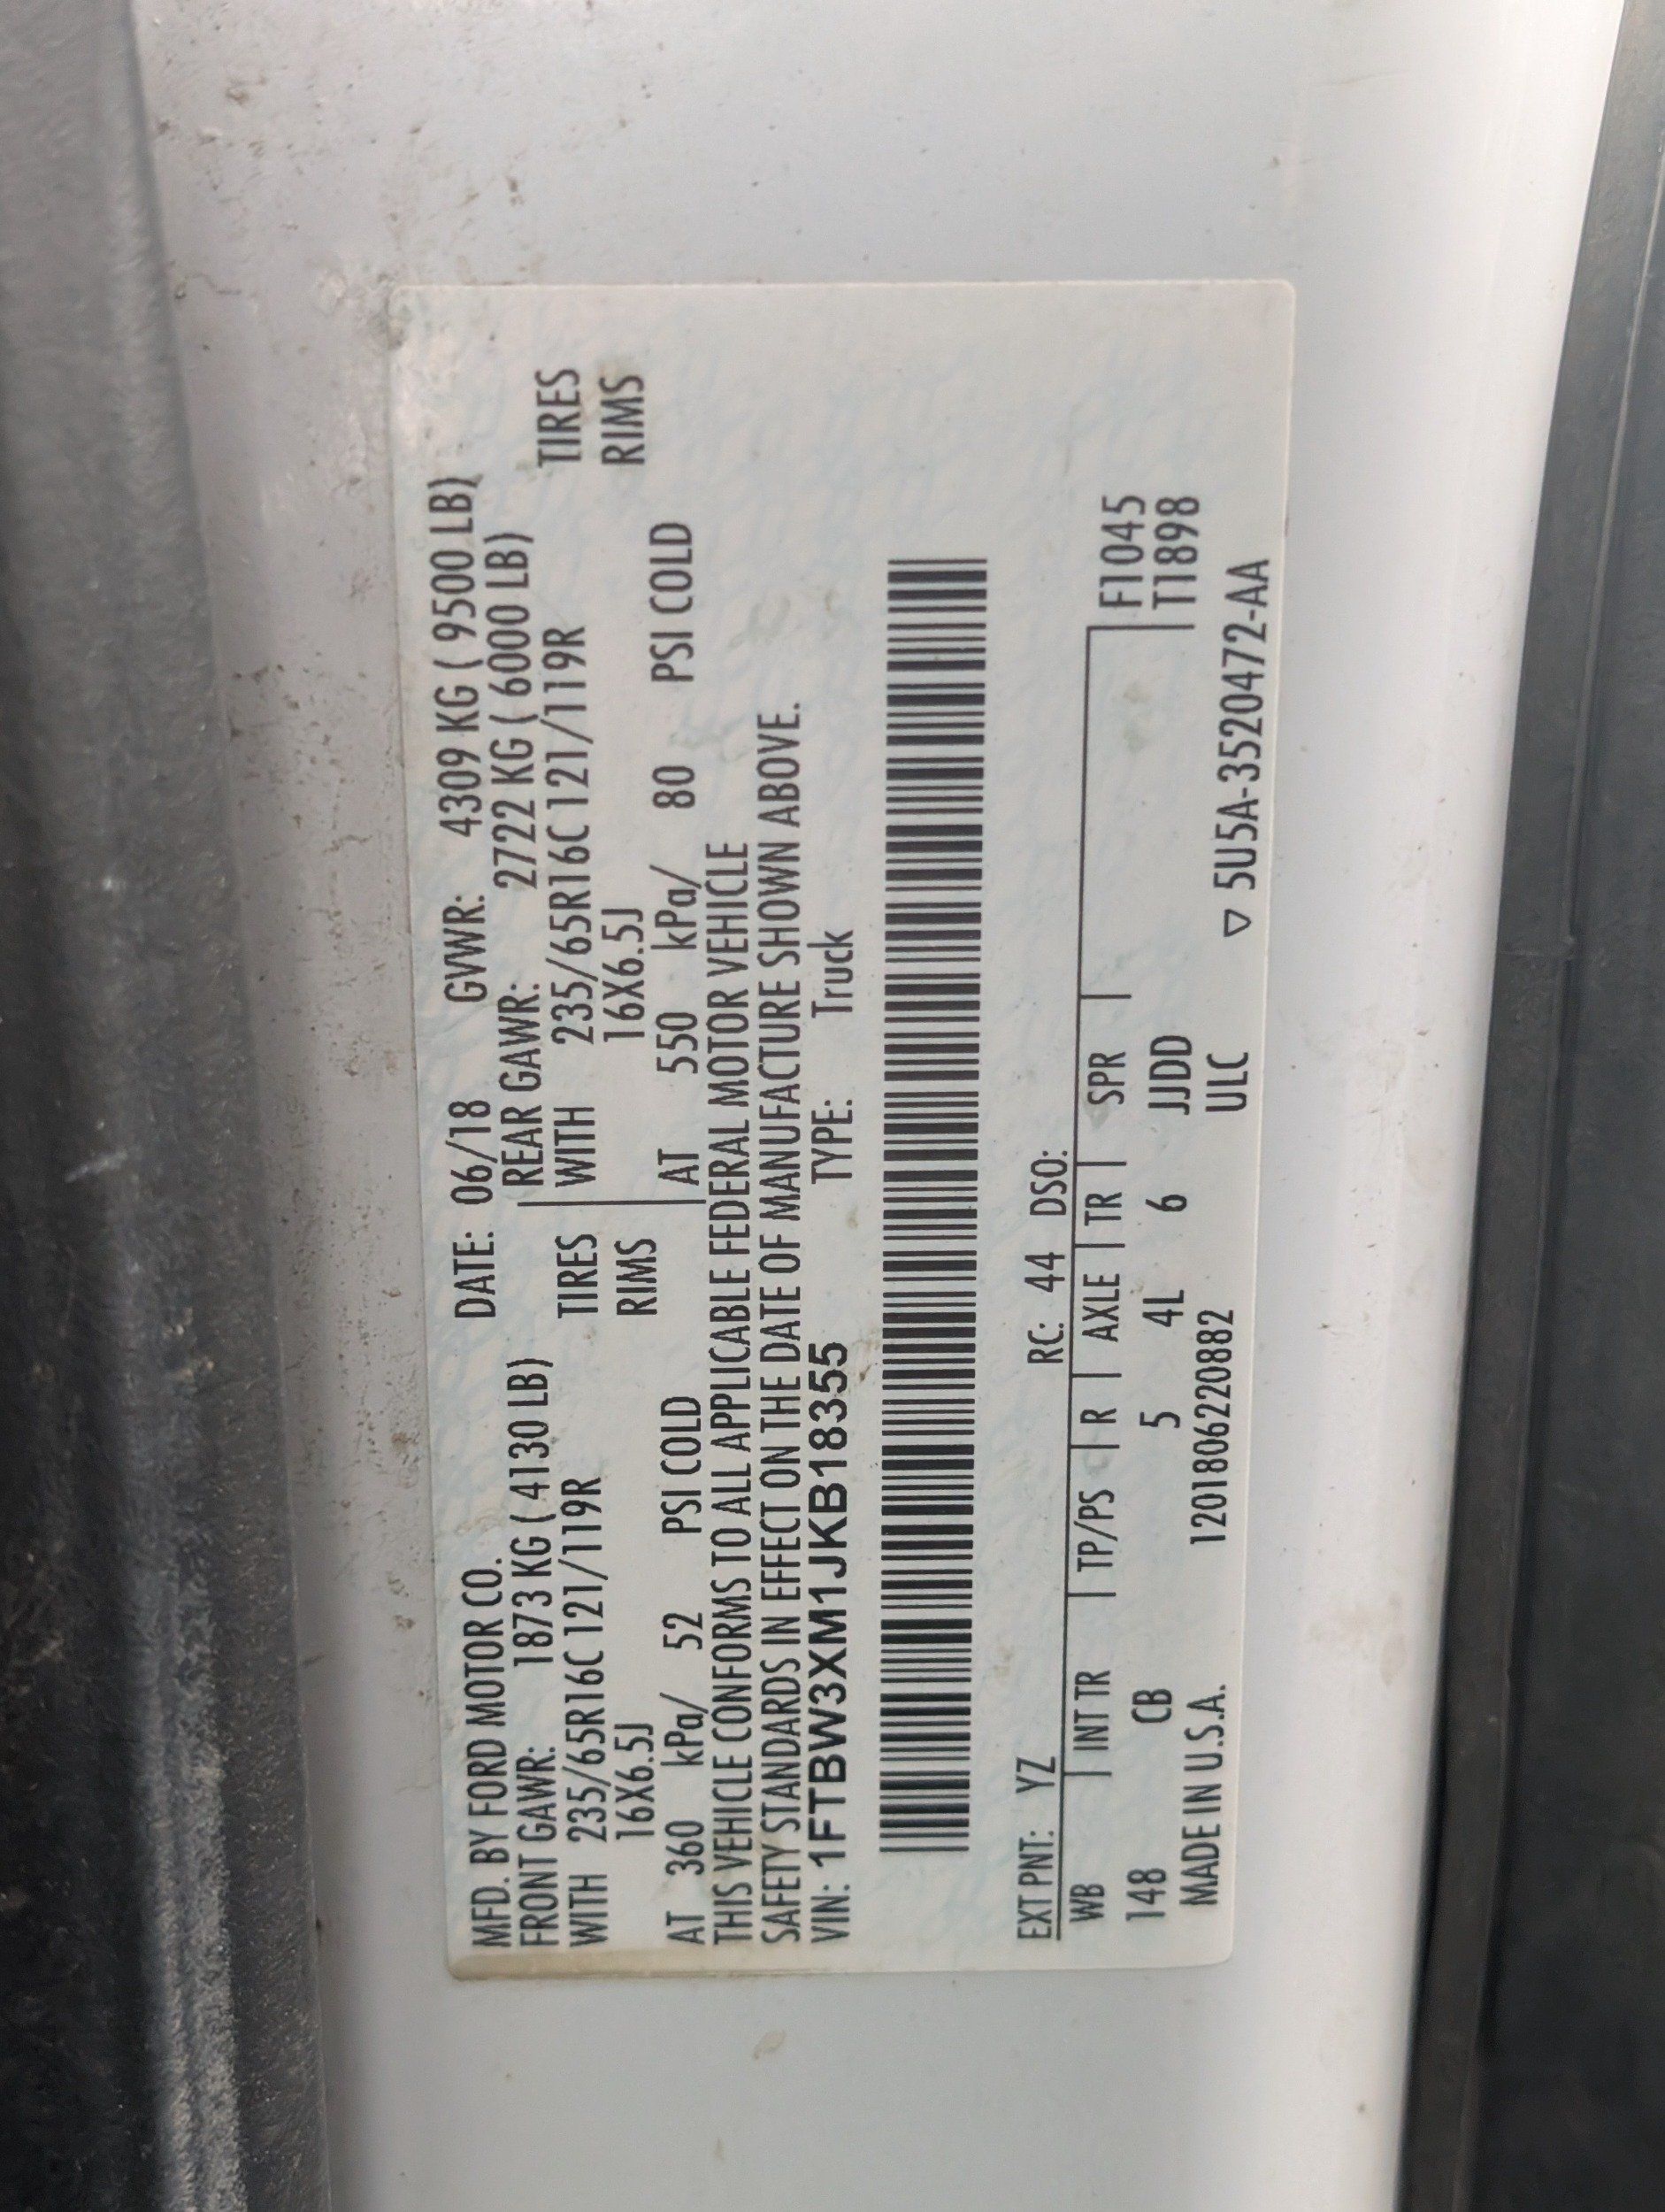 MFD. BY FORD MOTOR CO. DATE: 06/18 GVWR: 4309 KG ( 9500 LB)
FRONT GAWR: 1873 KG ( 4130 LB) REAR GAWR: 2722 KG ( 6000 LB)
WITH 235/65R16C 121/119R TIRES WITH 235/65R16C 121/119R TIRES
16X6.5J RIMS 16X6.5J RIMS
AT 360 kPa/ 52 PSI COLD AT 550 kPa/ 80 PSI COLD
THIS VEHICLE CONFORMS TO ALL APPLICABLE FEDERAL MOTOR VEHICLE
SAFETY STANDARDS IN EFFECT ON THE DATE OF MANUFACTURE SHOWN ABOVE.
VIN: 1FTBW3XM1JKB18355 TYPE: Truck
EXT PNT: YZ RC: 44 DSO:
WB INT TR TP/PS R AXLE TR SPR F1045
148 CB 5 4L 6 JJDD T1898
MADE IN U.S.A. 1201806220882 ULC ▽ 5U5A-3520472-AA